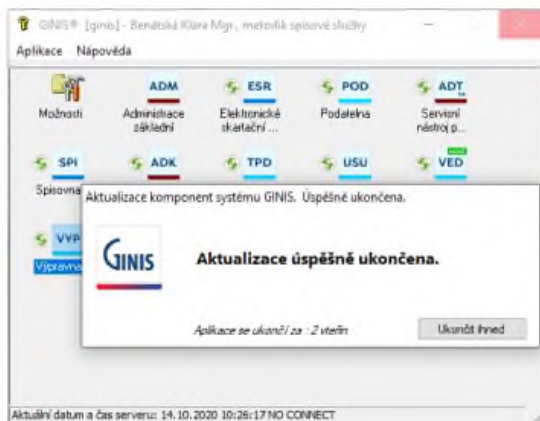 GINIS® [ginis] - Benátská Klára Mgr., metodik spisové služby
Aplikace Nápověda
ADM ESR POD ADT
Možnosti Administrace základní Elektronické skartační ... Podatelna Servisní nástroj p...
SPI ADK TPD USU VED
Spisovna
VYP
Výpravna
Aktualizace komponent systému GINIS. Úspěšně ukončena.
GINIS
Aktualizace úspěšně ukončena.
Aplikace se ukončí za : 2 vteřin
Ukončit ihned
Aktuální datum a čas serveru: 14.10.2020 10:26:17 NO CONNECT